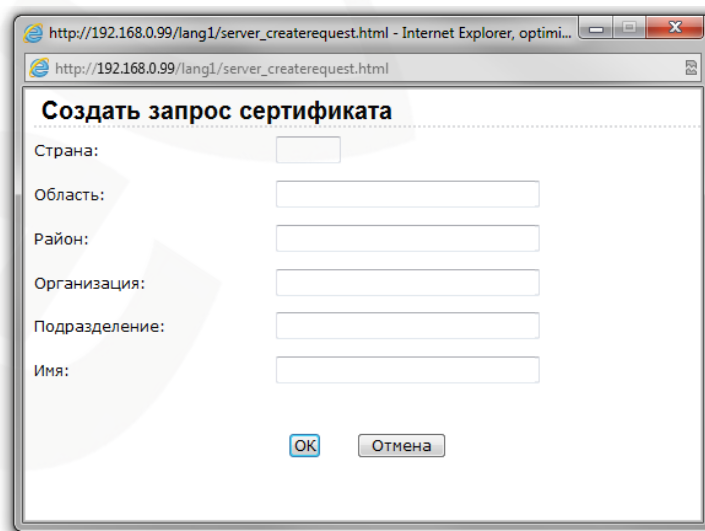 http://192.168.0.99/lang1/server_createrequest.html - Internet Explorer, optimi...
http://192.168.0.99/lang1/server_createrequest.html
Создать запрос сертификата
Страна:
Область:
Район:
Организация:
Подразделение:
Имя:
OK Отмена